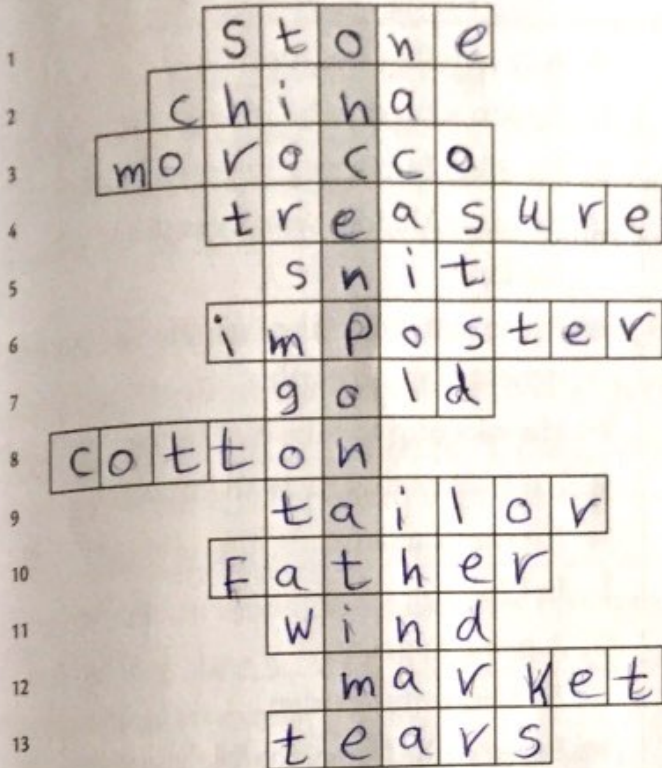 1 Stone
2 china
3 morocco
4 treasure
5 snit
6 imposter
7 gold
8 cotton
9 tailor
10 Father
11 wind
12 market
13 tears